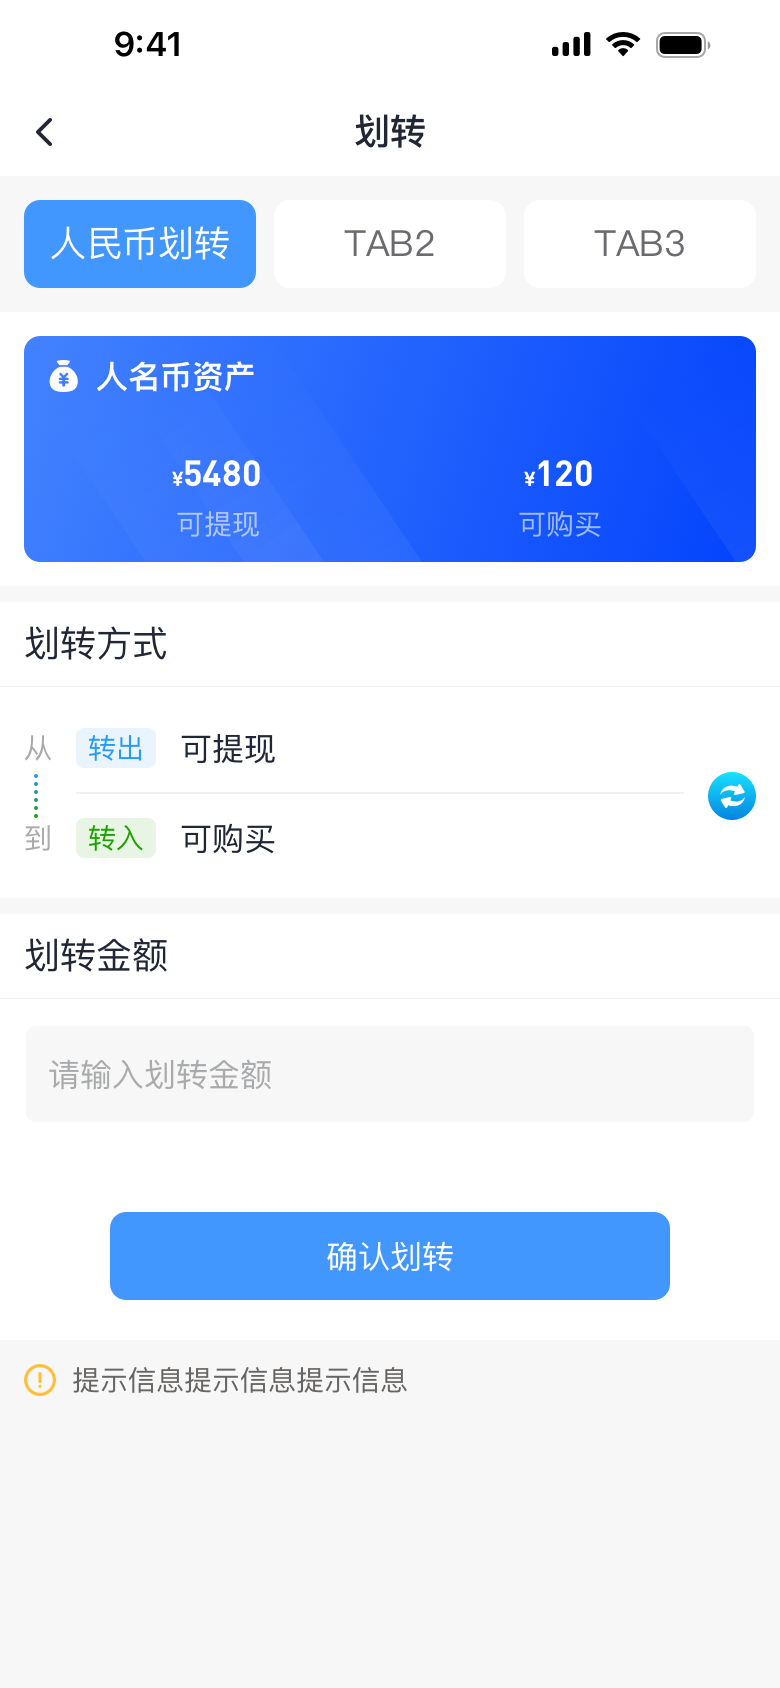 9:41
划转
人民币划转
TAB2
TAB3
人名币资产
¥5480
¥120
可提现
可购买
划转方式
从 转出 可提现
到 转入 可购买
划转金额
请输入划转金额
确认划转
提示信息提示信息提示信息